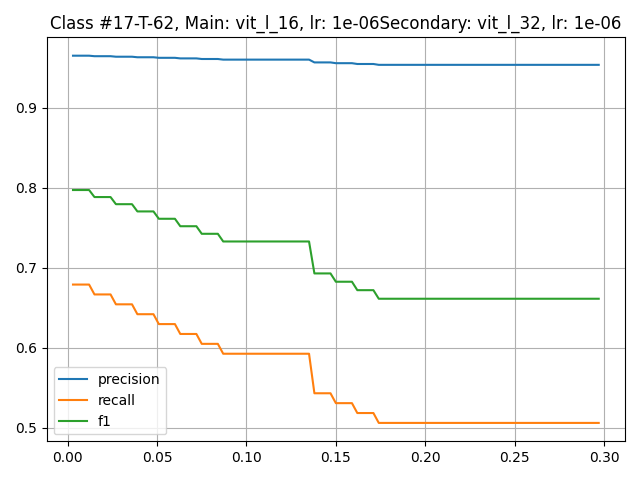 Class #17-T-62, Main: vit_l_16, lr: 1e-06Secondary: vit_l_32, lr: 1e-06
0.9
0.8
0.7
0.6
0.5
precision
recall
f1
0.00 0.05 0.10 0.15 0.20 0.25 0.30